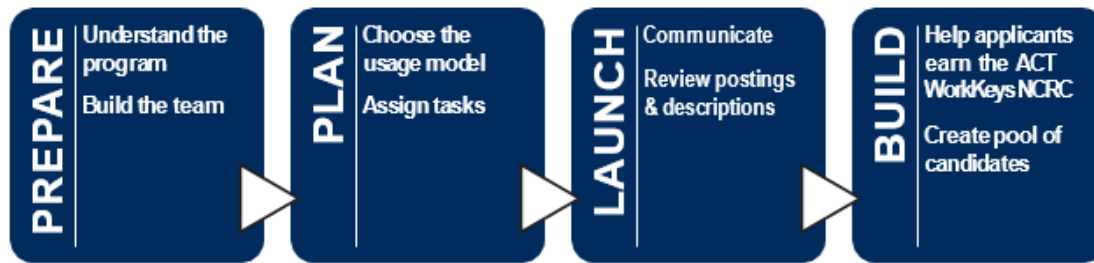 PREPARE
Understand the
program
Build the team
PLAN
Choose the
usage model
Assign tasks
LAUNCH
Communicate
Review postings
& descriptions
BUILD
Help applicants
earn the ACT
WorkKeys NCRC
Create pool of
candidates